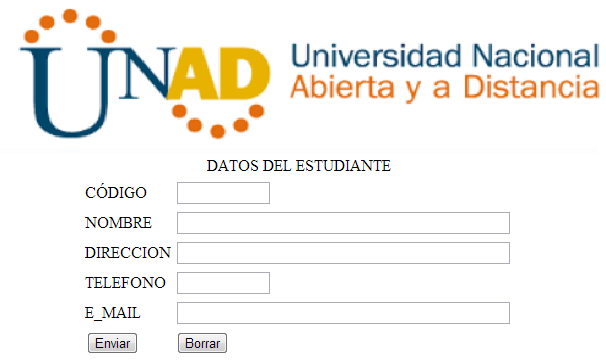 UNAD Universidad Nacional
Abierta y a Distancia
DATOS DEL ESTUDIANTE
CÓDIGO
NOMBRE
DIRECCION
TELEFONO
E_MAIL
Enviar Borrar